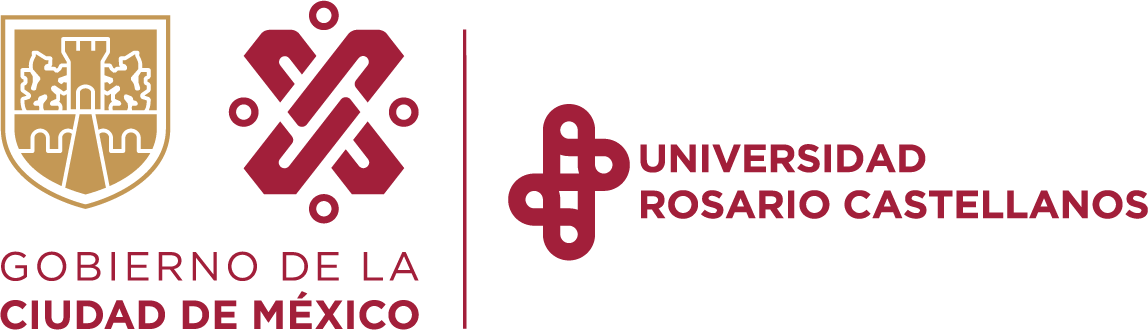 GOBIERNO DE LA
CIUDAD DE MÉXICO
UNIVERSIDAD
ROSARIO CASTELLANOS